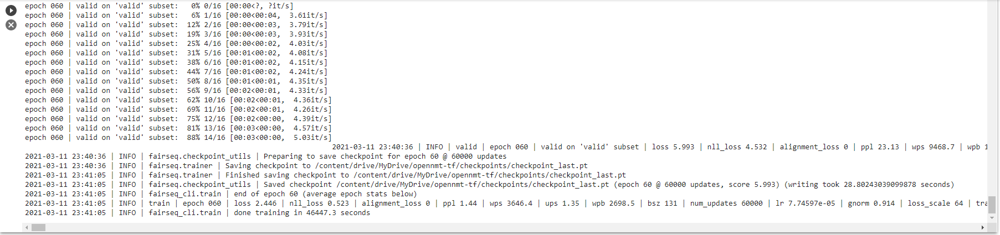 epoch 060 | valid on 'valid' subset:   0% 0/16 [00:00<?, ?it/s]
epoch 060 | valid on 'valid' subset:   6% 1/16 [00:00<00:04,  3.61it/s]
epoch 060 | valid on 'valid' subset:  12% 2/16 [00:00<00:03,  3.79it/s]
epoch 060 | valid on 'valid' subset:  19% 3/16 [00:00<00:03,  3.93it/s]
epoch 060 | valid on 'valid' subset:  25% 4/16 [00:00<00:02,  4.03it/s]
epoch 060 | valid on 'valid' subset:  31% 5/16 [00:01<00:02,  4.08it/s]
epoch 060 | valid on 'valid' subset:  38% 6/16 [00:01<00:02,  4.15it/s]
epoch 060 | valid on 'valid' subset:  44% 7/16 [00:01<00:02,  4.24it/s]
epoch 060 | valid on 'valid' subset:  50% 8/16 [00:01<00:01,  4.35it/s]
epoch 060 | valid on 'valid' subset:  56% 9/16 [00:02<00:01,  4.33it/s]
epoch 060 | valid on 'valid' subset:  62% 10/16 [00:02<00:01,  4.36it/s]
epoch 060 | valid on 'valid' subset:  69% 11/16 [00:02<00:01,  4.26it/s]
epoch 060 | valid on 'valid' subset:  75% 12/16 [00:02<00:00,  4.39it/s]
epoch 060 | valid on 'valid' subset:  81% 13/16 [00:03<00:00,  4.57it/s]
epoch 060 | valid on 'valid' subset:  88% 14/16 [00:03<00:00,  5.03it/s]
2021-03-11 23:40:36 | INFO | valid | epoch 060 | valid on 'valid' subset | loss 5.993 | nll_loss 4.532 | alignment_loss 0 | ppl 23.13 | wps 9468.7 | wpb 1
2021-03-11 23:40:36 | INFO | fairseq.checkpoint_utils | Preparing to save checkpoint for epoch 60 @ 60000 updates
2021-03-11 23:40:36 | INFO | fairseq.trainer | Saving checkpoint to /content/drive/MyDrive/opennmt-tf/checkpoints/checkpoint_last.pt
2021-03-11 23:41:05 | INFO | fairseq.trainer | Finished saving checkpoint to /content/drive/MyDrive/opennmt-tf/checkpoints/checkpoint_last.pt
2021-03-11 23:41:05 | INFO | fairseq.checkpoint_utils | Saved checkpoint /content/drive/MyDrive/opennmt-tf/checkpoints/checkpoint_last.pt (epoch 60 @ 60000 updates, score 5.993) (writing took 28.80243039099878 seconds)
2021-03-11 23:41:05 | INFO | fairseq_cli.train | end of epoch 60 (average epoch stats below)
2021-03-11 23:41:05 | INFO | train | epoch 060 | loss 2.446 | nll_loss 0.523 | alignment_loss 0 | ppl 1.44 | wps 3646.4 | ups 1.35 | wpb 2698.5 | bsz 131 | num_updates 60000 | lr 7.74597e-05 | gnorm 0.914 | loss_scale 64 | tra
2021-03-11 23:41:05 | INFO | fairseq_cli.train | done training in 46447.3 seconds